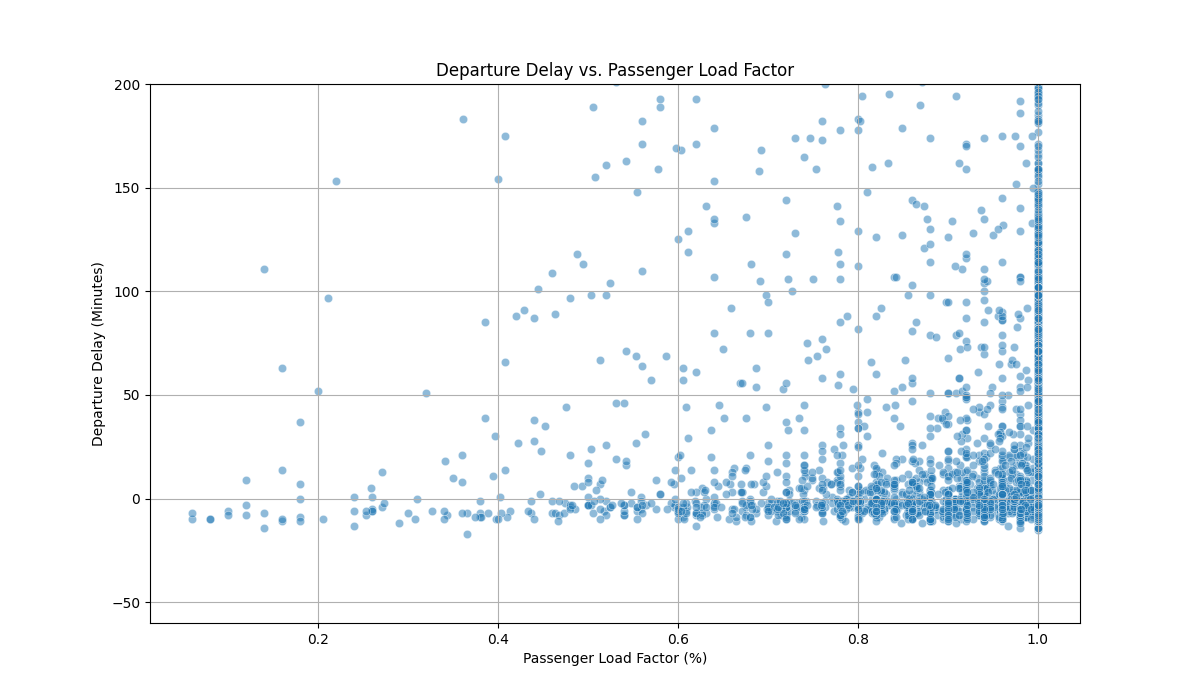 Departure Delay vs. Passenger Load Factor
200
150
100
50
0
−50
Departure Delay (Minutes)
0.2 0.4 0.6 0.8 1.0
Passenger Load Factor (%)